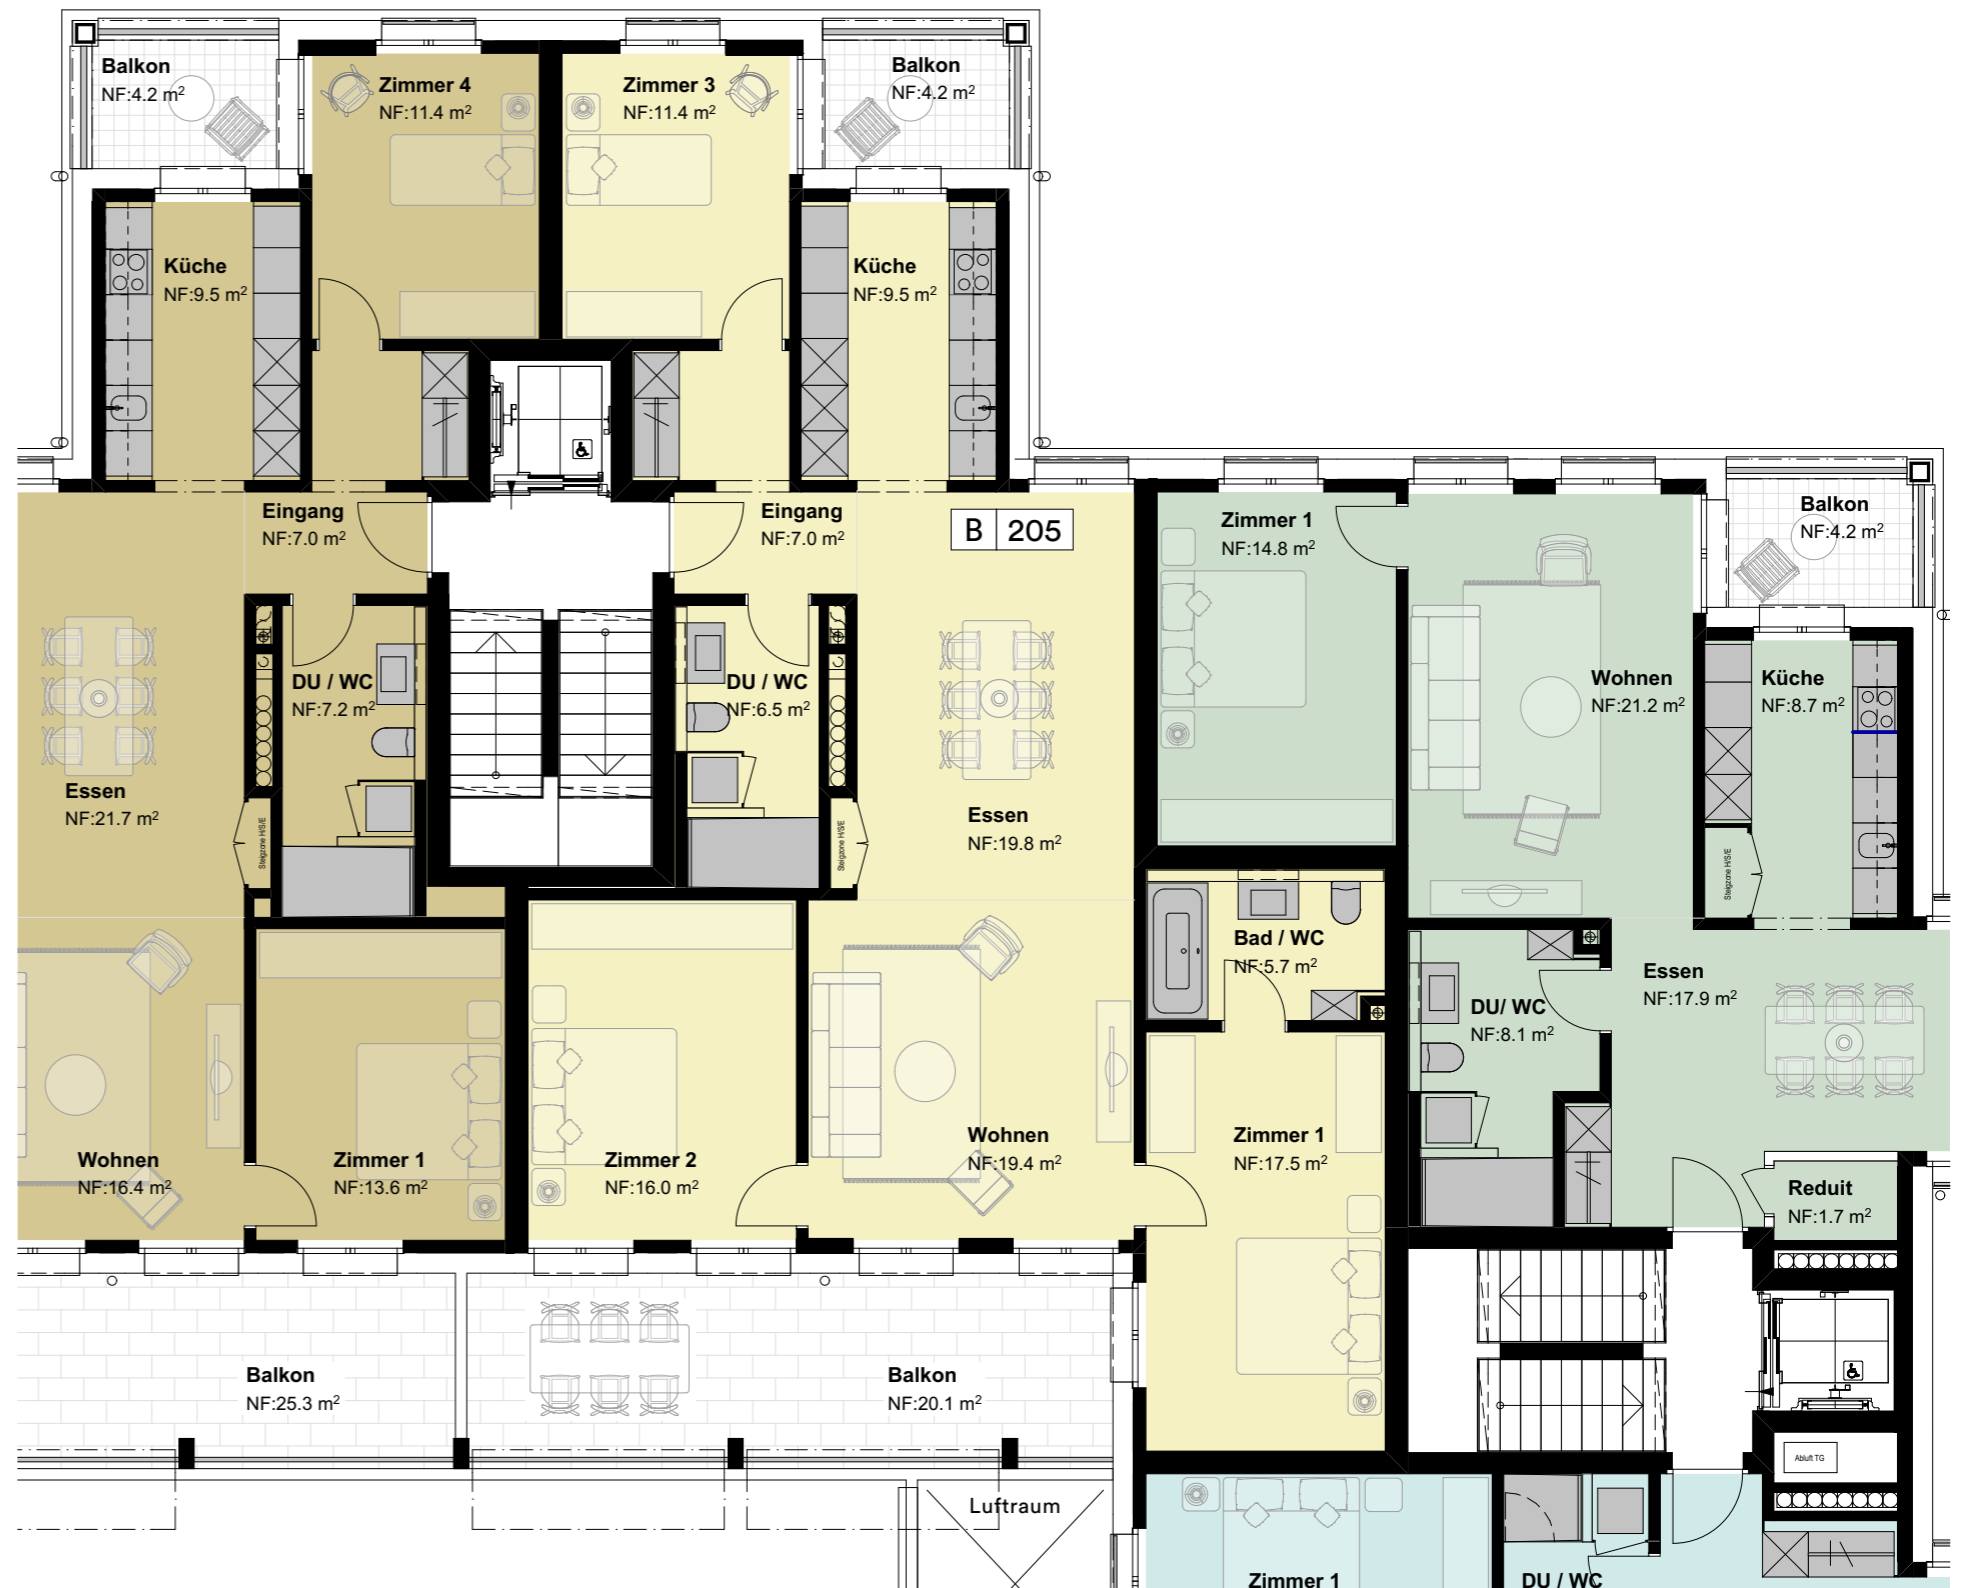 Balkon
NF:4.2 m²
Zimmer 4
NF:11.4 m²
Zimmer 3
NF:11.4 m²
Balkon
NF:4.2 m²
Küche
NF:9.5 m²
Küche
NF:9.5 m²
Eingang
NF:7.0 m²
Eingang
NF:7.0 m²
B 205
Zimmer 1
NF:14.8 m²
Balkon
NF:4.2 m²
DU / WC
NF:7.2 m²
DU / WC
NF:6.5 m²
Wohnen
NF:21.2 m²
Küche
NF:8.7 m²
Essen
NF:21.7 m²
Steigzone H/S/E
Steigzone H/S/E
Essen
NF:19.8 m²
Steigzone H/S/E
Bad / WC
NF:5.7 m²
Essen
NF:17.9 m²
DU/ WC
NF:8.1 m²
Wohnen
NF:16.4 m²
Zimmer 1
NF:13.6 m²
Zimmer 2
NF:16.0 m²
Wohnen
NF:19.4 m²
Zimmer 1
NF:17.5 m²
Reduit
NF:1.7 m²
Balkon
NF:25.3 m²
Balkon
NF:20.1 m²
Abluft TG
Luftraum
Zimmer 1
DU / WC